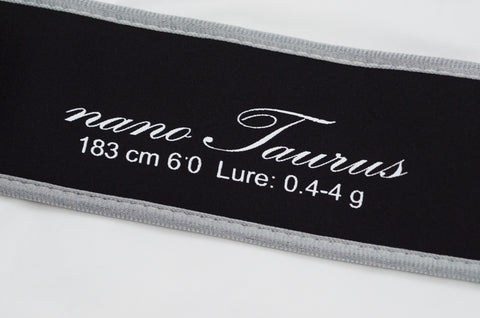 nano Taurus
183 cm 6'0 Lure: 0.4-4 g